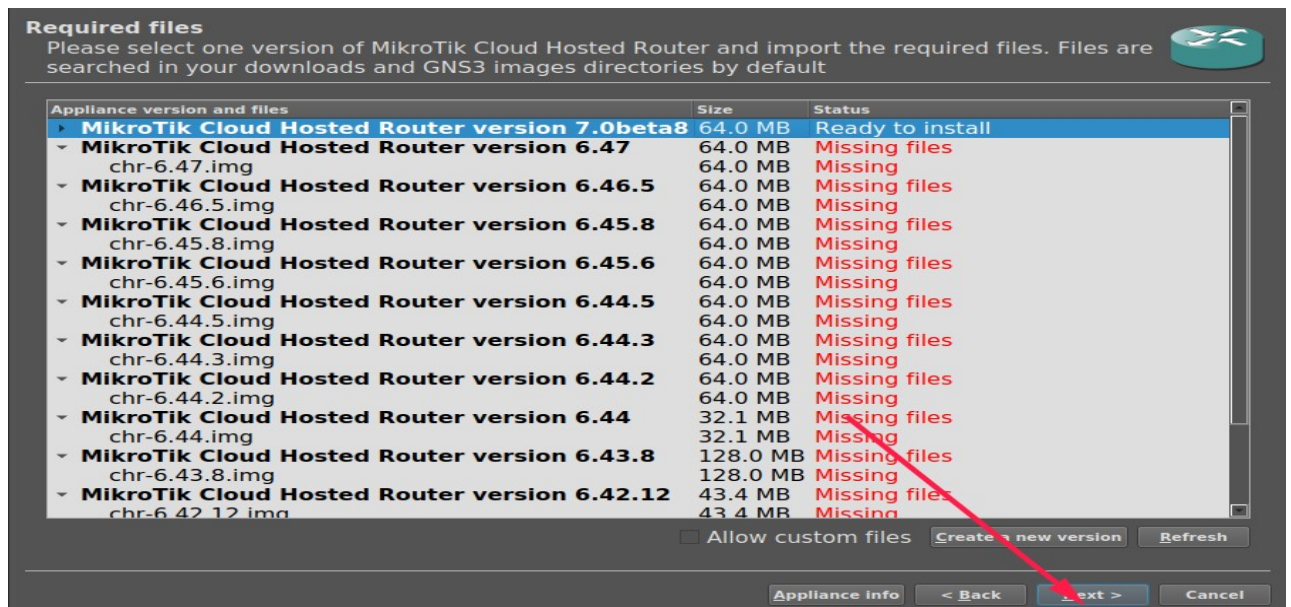 Required files
Please select one version of MikroTik Cloud Hosted Router and import the required files. Files are
searched in your downloads and GNS3 images directories by default
Appliance version and files Size Status
MikroTik Cloud Hosted Router version 7.0beta8 64.0 MB Ready to install
MikroTik Cloud Hosted Router version 6.47 64.0 MB Missing files
chr-6.47.img 64.0 MB Missing
MikroTik Cloud Hosted Router version 6.46.5 64.0 MB Missing files
chr-6.46.5.img 64.0 MB Missing
MikroTik Cloud Hosted Router version 6.45.8 64.0 MB Missing files
chr-6.45.8.img 64.0 MB Missing
MikroTik Cloud Hosted Router version 6.45.6 64.0 MB Missing files
chr-6.45.6.img 64.0 MB Missing
MikroTik Cloud Hosted Router version 6.44.5 64.0 MB Missing files
chr-6.44.5.img 64.0 MB Missing
MikroTik Cloud Hosted Router version 6.44.3 64.0 MB Missing files
chr-6.44.3.img 64.0 MB Missing
MikroTik Cloud Hosted Router version 6.44.2 64.0 MB Missing files
chr-6.44.2.img 64.0 MB Missing
MikroTik Cloud Hosted Router version 6.44 32.1 MB Missing files
chr-6.44.img 32.1 MB Missing
MikroTik Cloud Hosted Router version 6.43.8 128.0 MB Missing files
chr-6.43.8.img 128.0 MB Missing
MikroTik Cloud Hosted Router version 6.42.12 43.4 MB Missing files
chr-6.42.12.img 43.4 MB Missing
Allow custom files Create a new version Refresh
Appliance info < Back Next > Cancel